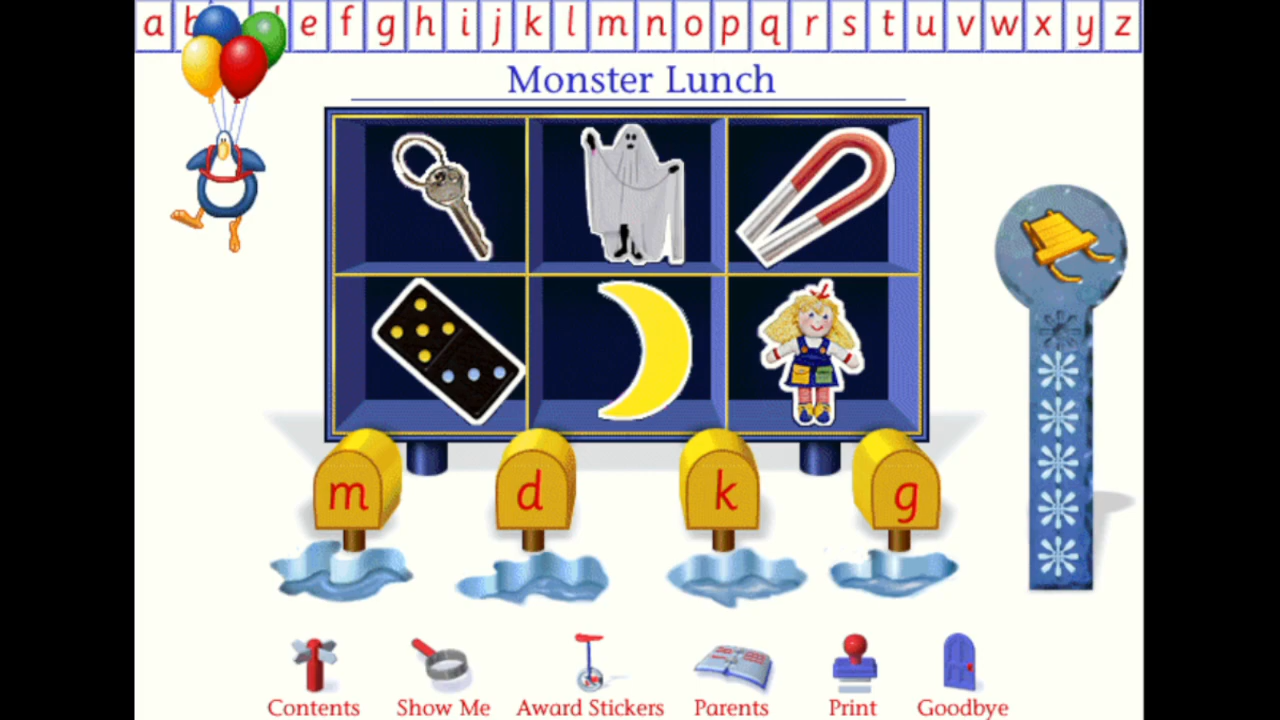 a b d e f g h i j k l m n o p q r s t u v w x y z
Monster Lunch
m d k g
Contents Show Me Award Stickers Parents Print Goodbye